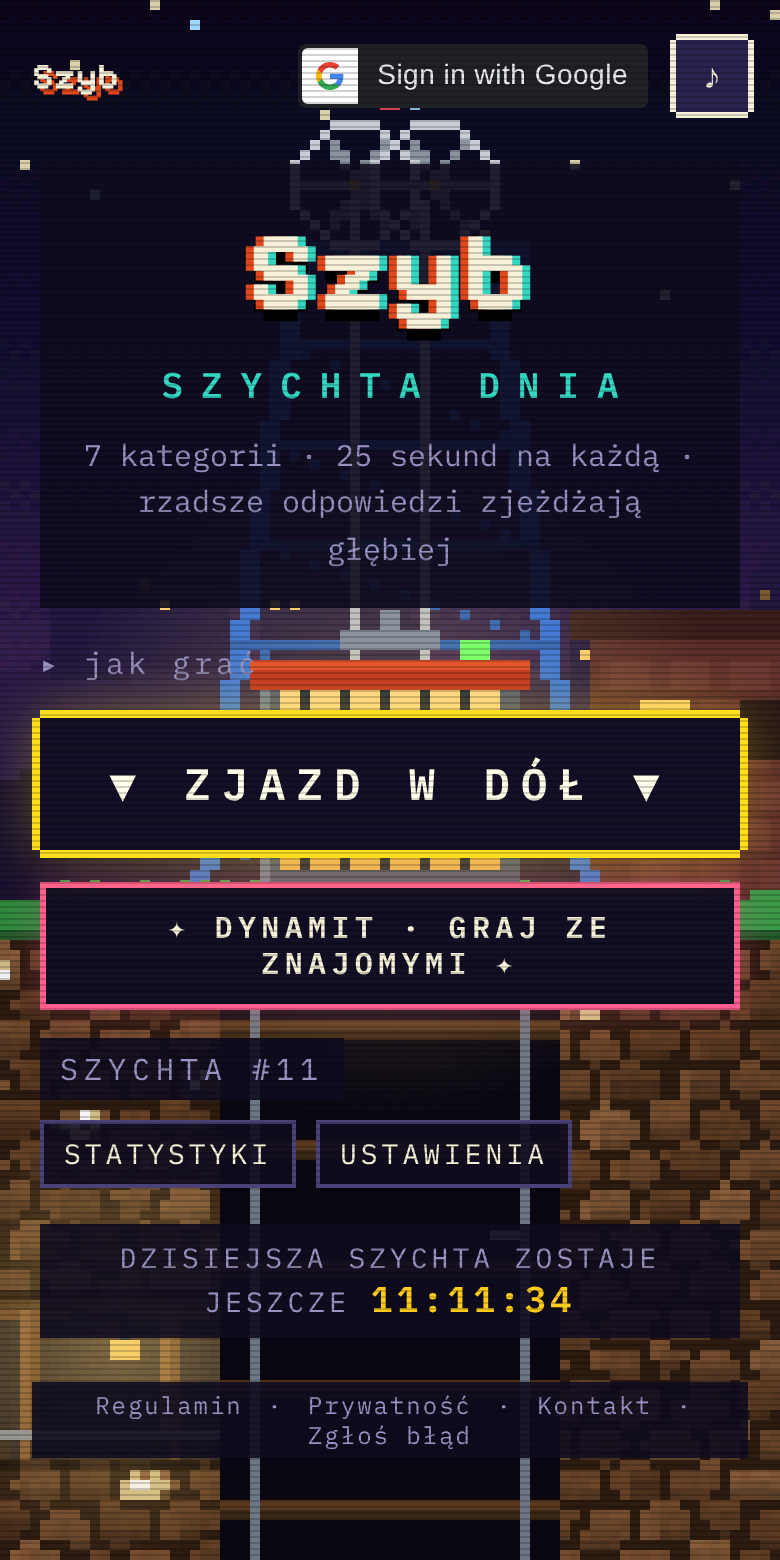 Szyb
Sign in with Google
♪
Szyb
SZYCHTA DNIA
7 kategorii · 25 sekund na każdą ·
rzadsze odpowiedzi zjeżdżają
głębiej
▸ jak grać
▼ ZJAZD W DÓŁ ▼
✦ DYNAMIT · GRAJ ZE
ZNAJOMYMI ✦
SZYCHTA #11
STATYSTYKI
USTAWIENIA
DZISIEJSZA SZYCHTA ZOSTAJE
JESZCZE 11:11:34
Regulamin · Prywatność · Kontakt ·
Zgłoś błąd